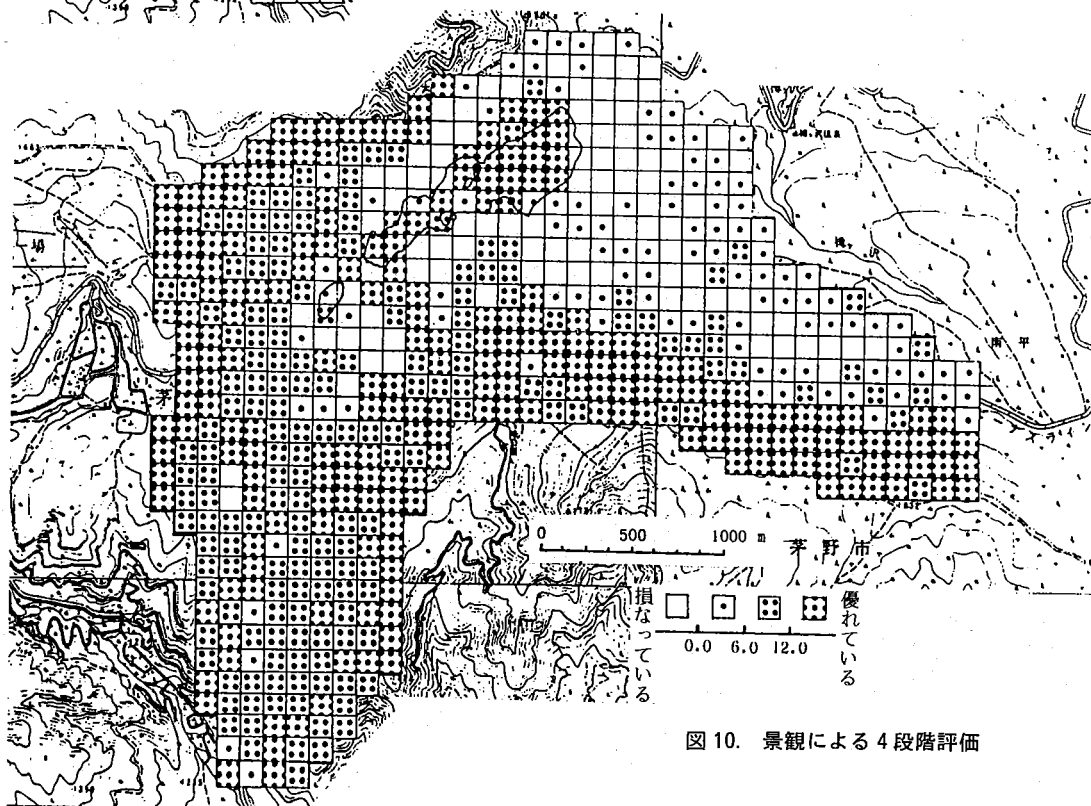 場
茅
南平
0 500 1000 m
茅野市
損なっている
優れている
0.0 6.0 12.0
図 10. 景観による 4 段階評価